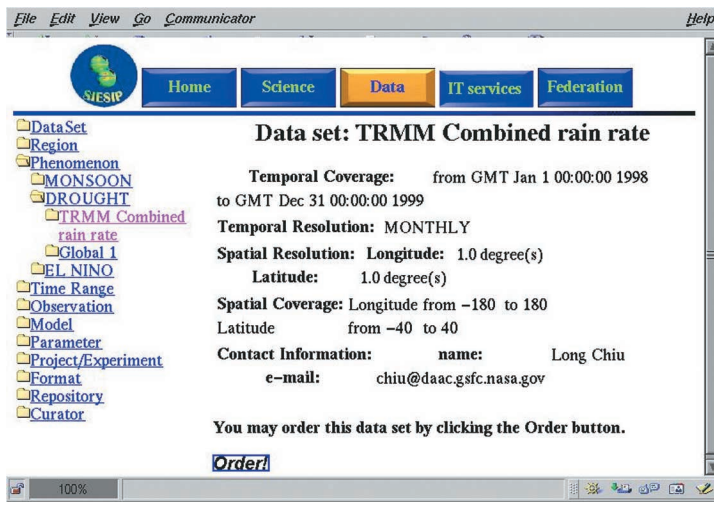 File Edit View Go Communicator Help
SIESIP
Home Science Data IT services Federation
DataSet
Region
Phenomenon
MONSOON
DROUGHT
TRMM Combined
rain rate
Global 1
EL NINO
Time Range
Observation
Model
Parameter
Project/Experiment
Format
Repository
Curator
Data set: TRMM Combined rain rate
Temporal Coverage: from GMT Jan 1 00:00:00 1998
to GMT Dec 31 00:00:00 1999
Temporal Resolution: MONTHLY
Spatial Resolution: Longitude: 1.0 degree(s)
Latitude: 1.0 degree(s)
Spatial Coverage: Longitude from −180 to 180
Latitude from −40 to 40
Contact Information: name: Long Chiu
e−mail: chiu@daac.gsfc.nasa.gov
You may order this data set by clicking the Order button.
Order!
100%